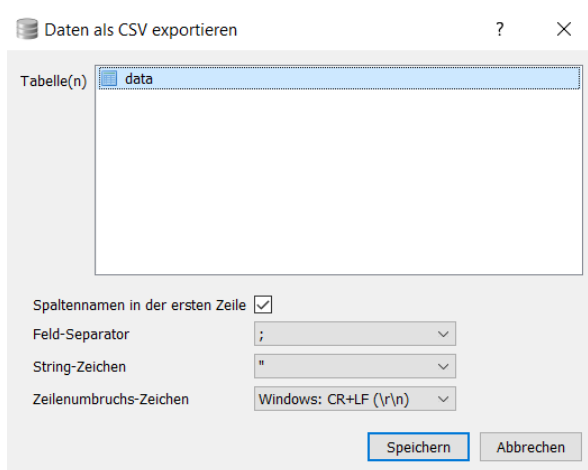 Daten als CSV exportieren
Tabelle(n) data
Spaltennamen in der ersten Zeile
Feld-Separator ;
String-Zeichen "
Zeilenumbruchs-Zeichen Windows: CR+LF (\r\n)
Speichern Abbrechen